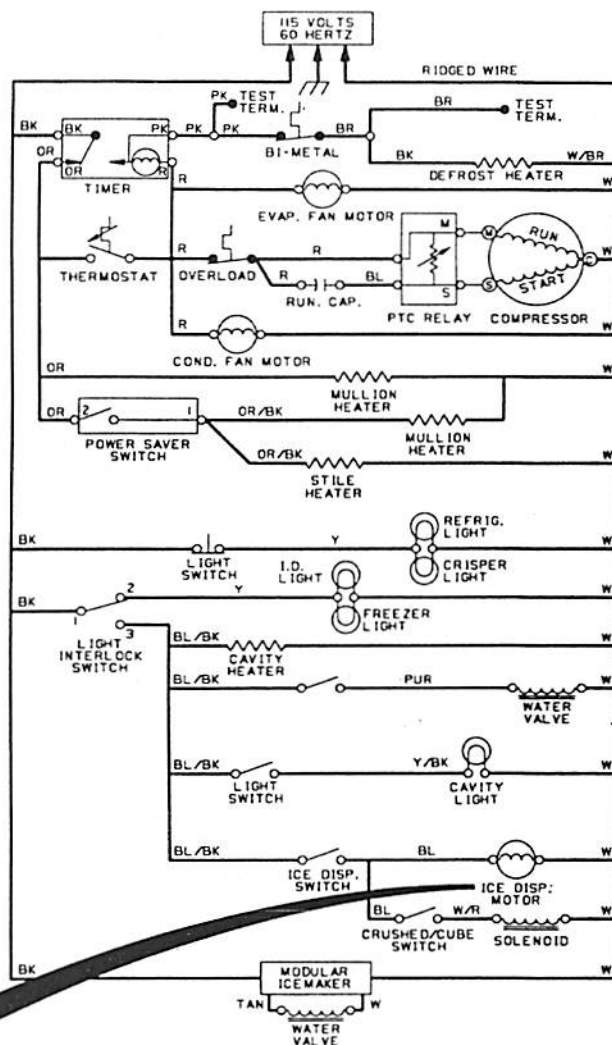 115 VOLTS
60 HERTZ
RIDGED WIRE
PK TEST TERM.
BR TEST TERM.
BK BK PK PK PK BR
BI-METAL
BK W/BR
DEFROST HEATER
OR OR R
TIMER
R W
EVAP. FAN MOTOR
THERMOSTAT
R OVERLOAD R
R BL
RUN. CAP.
M S
PTC RELAY
M RUN
S START
C W
COMPRESSOR
R W
COND. FAN MOTOR
OR W
MULLION HEATER
OR 2 1 OR/BK
POWER SAVER SWITCH
MULLION HEATER
OR/BK W
STILE HEATER
REFRIG. LIGHT
BK Y W
LIGHT SWITCH
CRISPER LIGHT
I.D. LIGHT
2 Y W
BK 1
FREEZER LIGHT
3
LIGHT INTERLOCK SWITCH
BL/BK W
CAVITY HEATER
BL/BK PUR W
WATER VALVE
BL/BK Y/BK W
LIGHT SWITCH
CAVITY LIGHT
BL/BK BL W
ICE DISP. SWITCH
ICE DISP. MOTOR
BL W/R W
CRUSHED/CUBE SWITCH
SOLENOID
BK MODULAR ICEMAKER W
TAN W
WATER VALVE